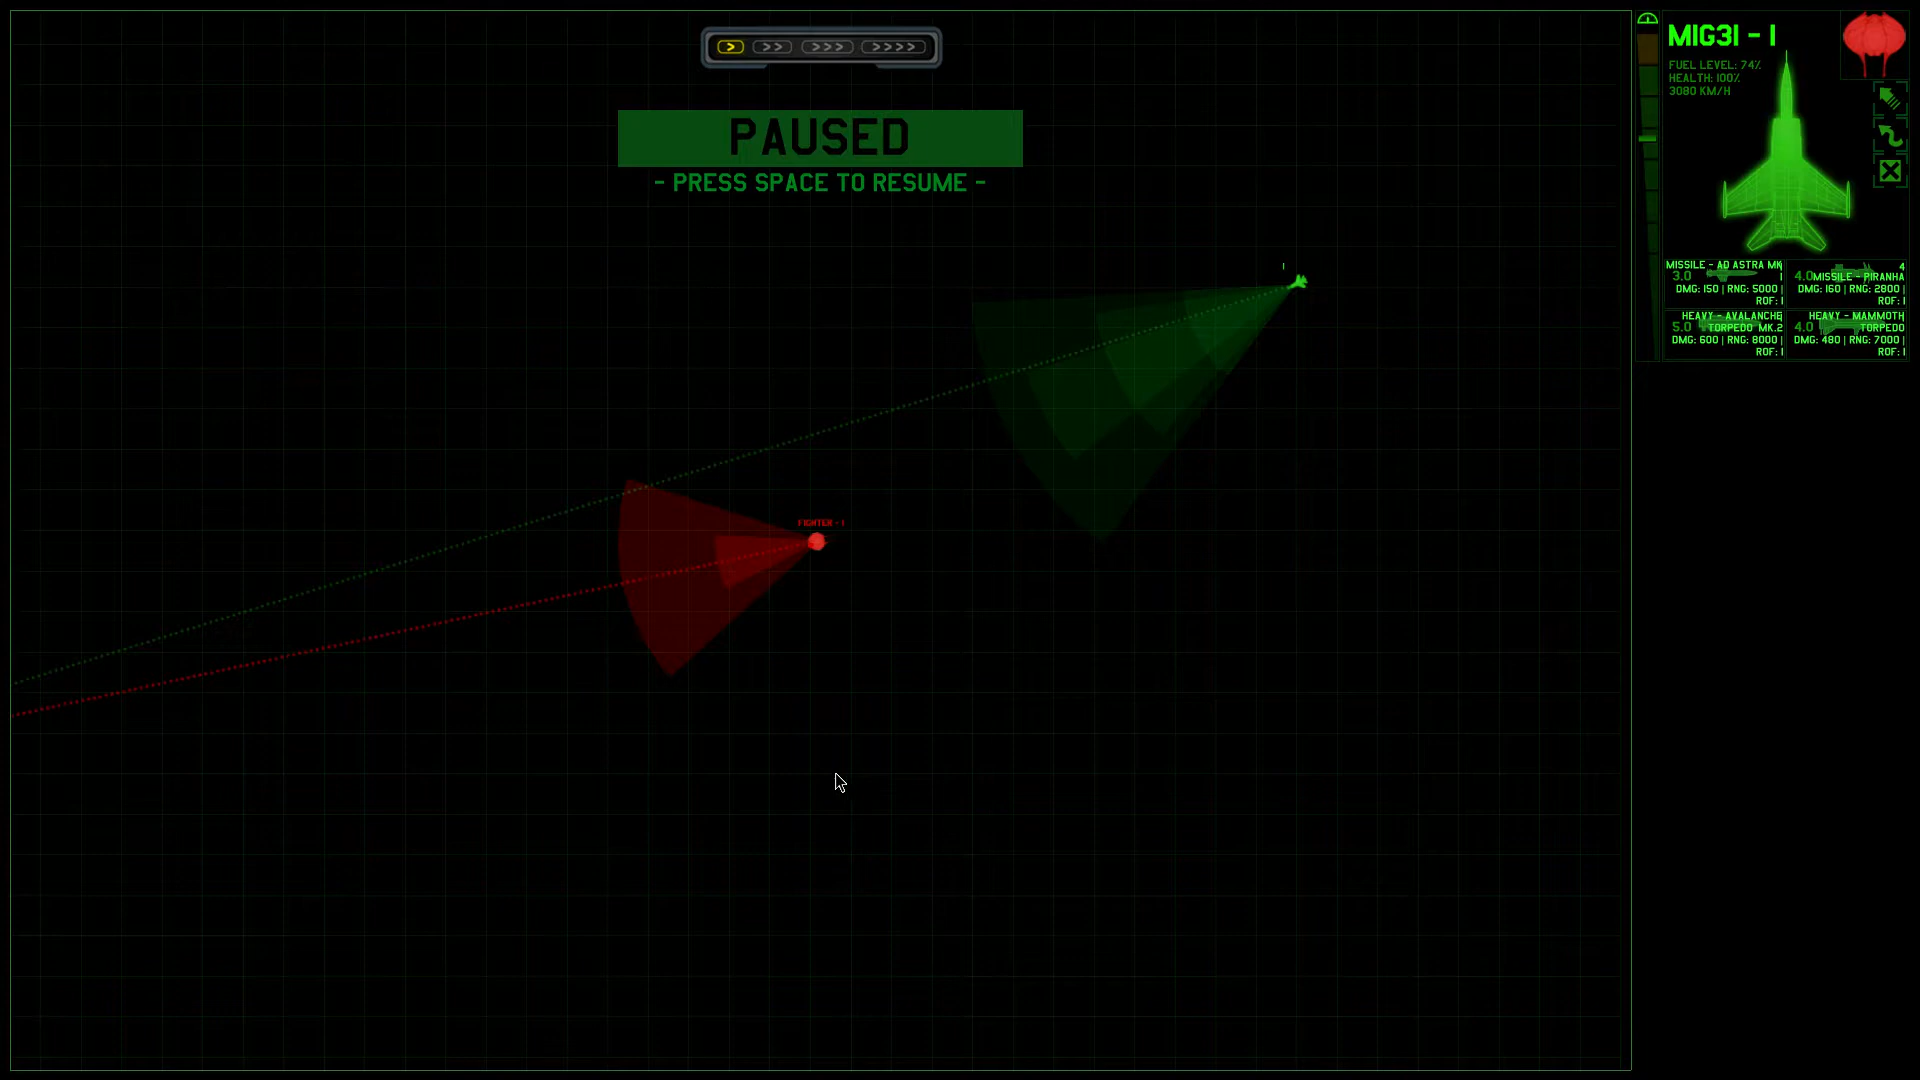 PAUSED
- PRESS SPACE TO RESUME -
1
FIGHTER - 1
MIG31 - 1
FUEL LEVEL: 74%
HEALTH: 100%
3080 KM/H
MISSILE - AD ASTRA MK
1
3.0
DMG: 150 | RNG: 5000 |
ROF: 1
4
4.0
MISSILE - PIRANHA
DMG: 160 | RNG: 2800 |
ROF: 1
HEAVY - AVALANCHE
5.0
TORPEDO MK.2
DMG: 600 | RNG: 8000 |
ROF: 1
HEAVY - MAMMOTH
4.0
TORPEDO
DMG: 480 | RNG: 7000 |
ROF: 1